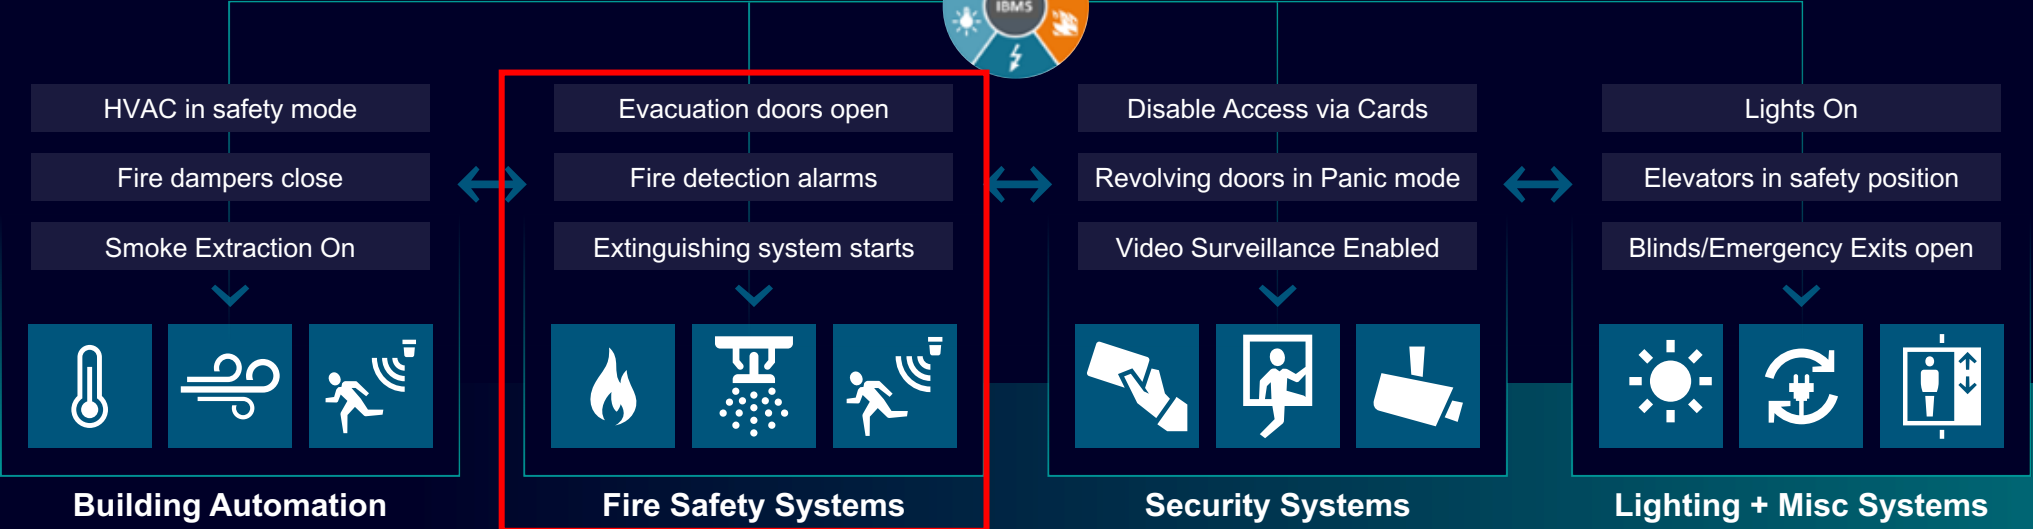 IBMS
HVAC in safety mode
Fire dampers close
Smoke Extraction On
Building Automation
Evacuation doors open
Fire detection alarms
Extinguishing system starts
Fire Safety Systems
Disable Access via Cards
Revolving doors in Panic mode
Video Surveillance Enabled
Security Systems
Lights On
Elevators in safety position
Blinds/Emergency Exits open
Lighting + Misc Systems